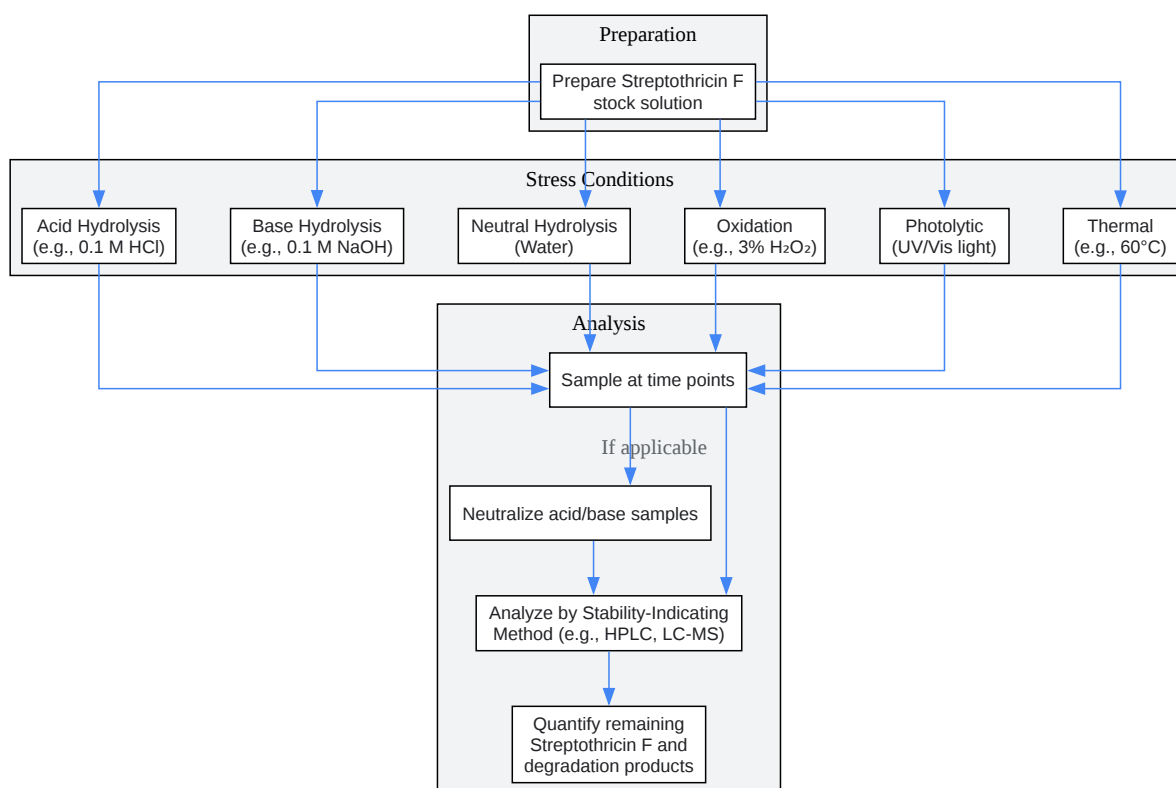 Preparation
Prepare Streptothricin F
stock solution
Stress Conditions
Acid Hydrolysis
(e.g., 0.1 M HCl)
Base Hydrolysis
(e.g., 0.1 M NaOH)
Neutral Hydrolysis
(Water)
Oxidation
(e.g., 3% H₂O₂)
Photolytic
(UV/Vis light)
Thermal
(e.g., 60°C)
Analysis
Sample at time points
If applicable
Neutralize acid/base samples
Analyze by Stability-Indicating
Method (e.g., HPLC, LC-MS)
Quantify remaining
Streptothricin F and
degradation products